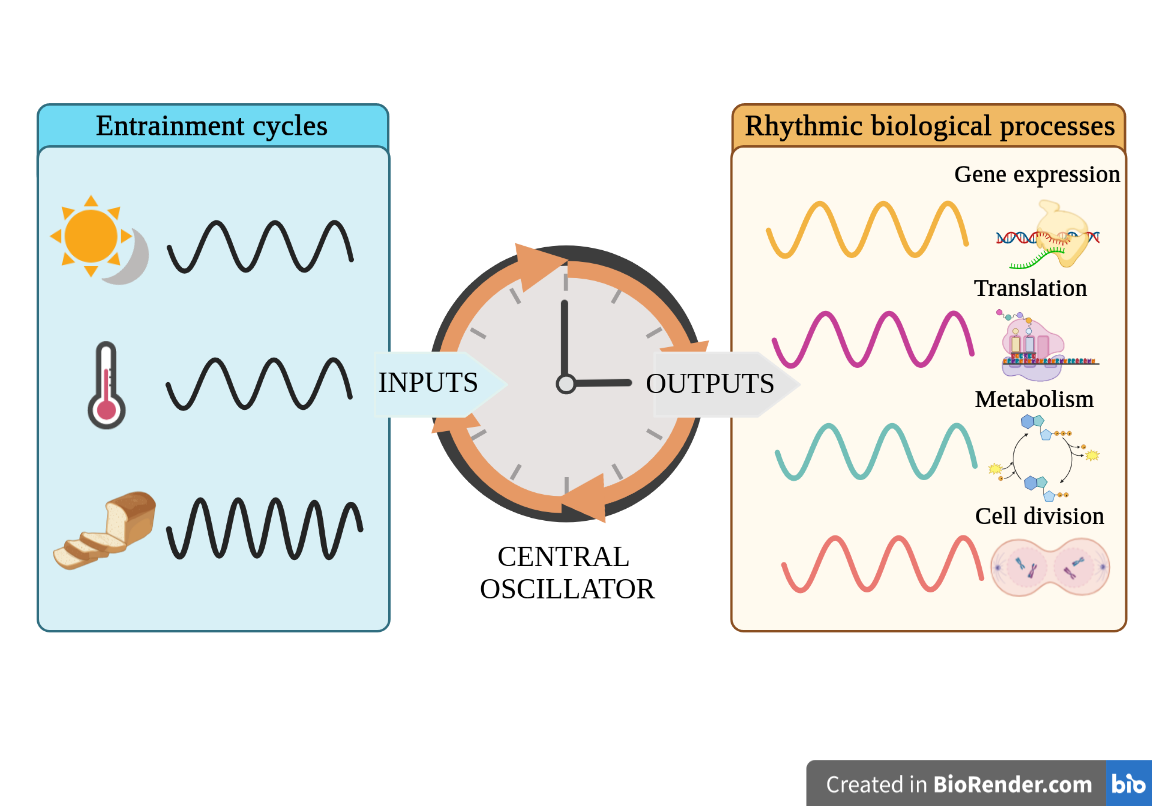 Entrainment cycles
Rhythmic biological processes
Gene expression
Translation
INPUTS
OUTPUTS
Metabolism
Cell division
CENTRAL
OSCILLATOR
Created in BioRender.com bio